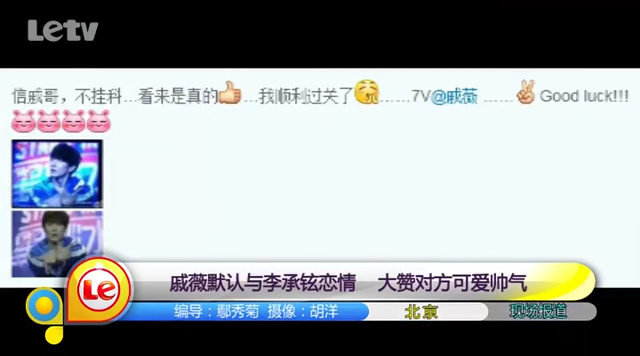 Letv
信戚哥，不挂科...看来是真的...我顺利过关了.......7V@戚薇 ....... Good luck!!!
Le
戚薇默认与李承铉恋情 大赞对方可爱帅气
编导：鄢秀菊 摄像：胡洋 北京 现场报道